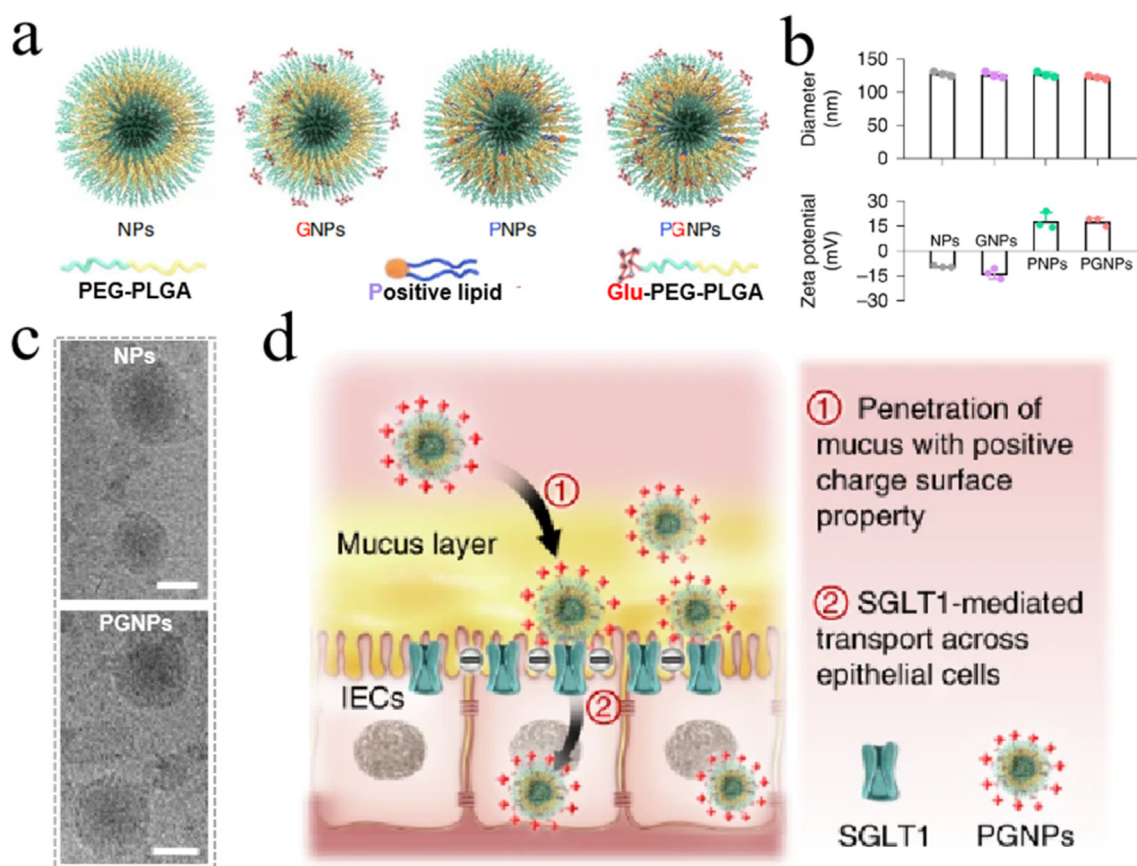 a
NPs
GNPs
PNPs
PGNPs
PEG-PLGA
Positive lipid
Glu-PEG-PLGA
b
Diameter
(nm)
150
100
50
0
Zeta potential
(mV)
30
15
0
−15
−30
NPs
GNPs
PNPs
PGNPs
c
NPs
PGNPs
d
①
Mucus layer
IECs
②
① Penetration of
mucus with positive
charge surface
property
② SGLT1-mediated
transport across
epithelial cells
SGLT1
PGNPs